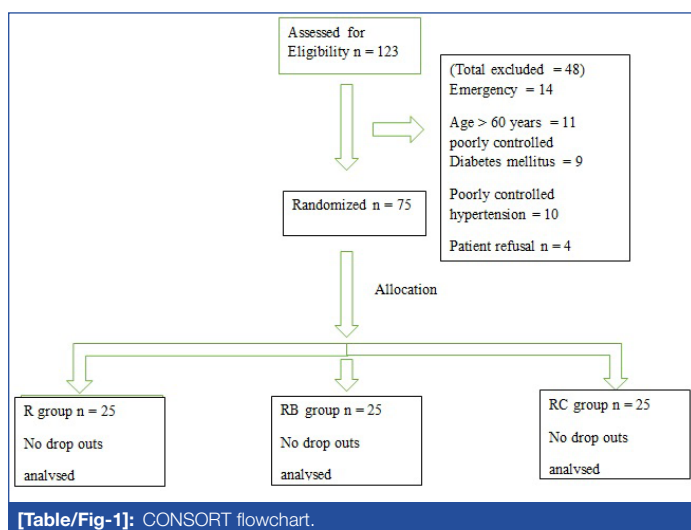 Assessed for
Eligibility n = 123
(Total excluded = 48)
Emergency = 14
Age > 60 years = 11
poorly controlled
Diabetes mellitus = 9
Poorly controlled
hypertension = 10
Patient refusal n = 4
Randomized n = 75
Allocation
R group n = 25
No drop outs
analysed
RB group n = 25
No drop outs
analysed
RC group n = 25
No drop outs
analysed
[Table/Fig-1]: CONSORT flowchart.